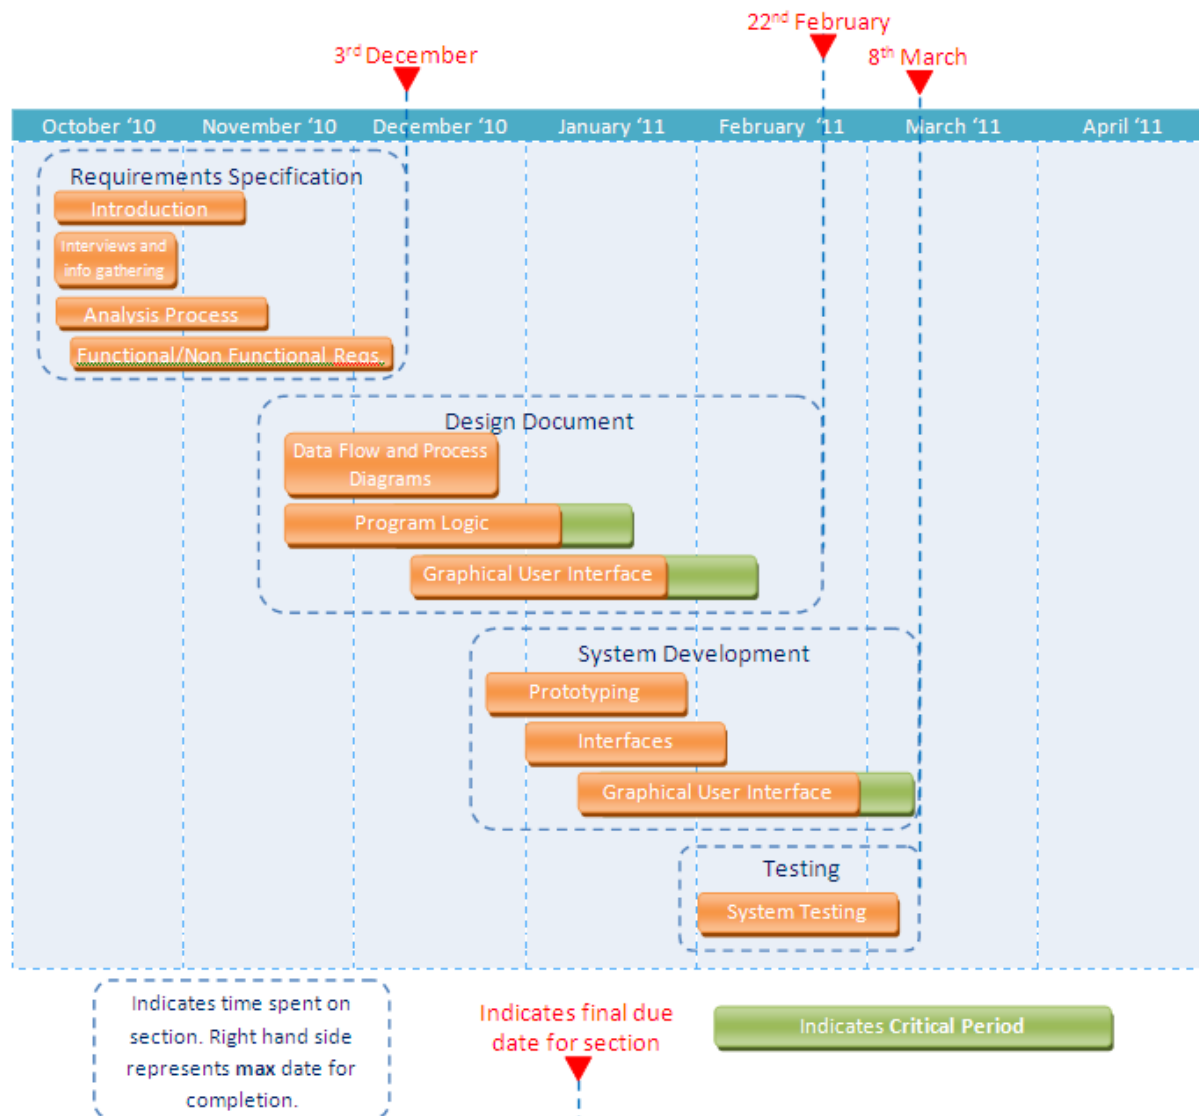 22nd February
3rd December
8th March
October ‘10
November ‘10
December ‘10
January ‘11
February ‘11
March ‘11
April ‘11
Requirements Specification
Introduction
Interviews and
info gathering
Analysis Process
Functional/Non Functional Reqs.
Design Document
Data Flow and Process
Diagrams
Program Logic
Graphical User Interface
System Development
Prototyping
Interfaces
Graphical User Interface
Testing
System Testing
Indicates time spent on
section. Right hand side
represents max date for
completion.
Indicates final due
date for section
Indicates Critical Period